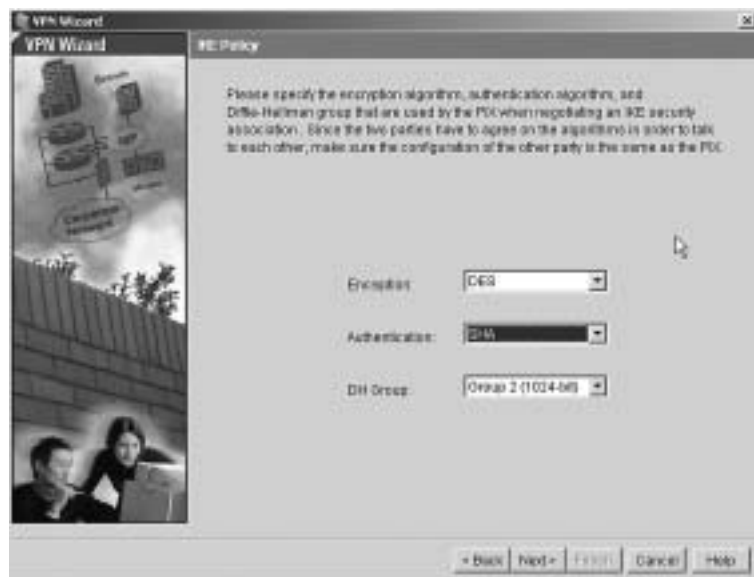 VPN Wizard
VPN Wizard
IKE Policy
Please specify the encryption algorithm, authentication algorithm, and
Diffie-Hellman group that are used by the PIX when negotiating an IKE security
association. Since the two parties have to agree on the algorithms in order to talk
to each other, make sure the configuration of the other party is the same as the PIX.
Encryption:
DES
Authentication:
SHA
DH Group:
Group 2 (1024-bit)
< Back
Next >
Finish
Cancel
Help